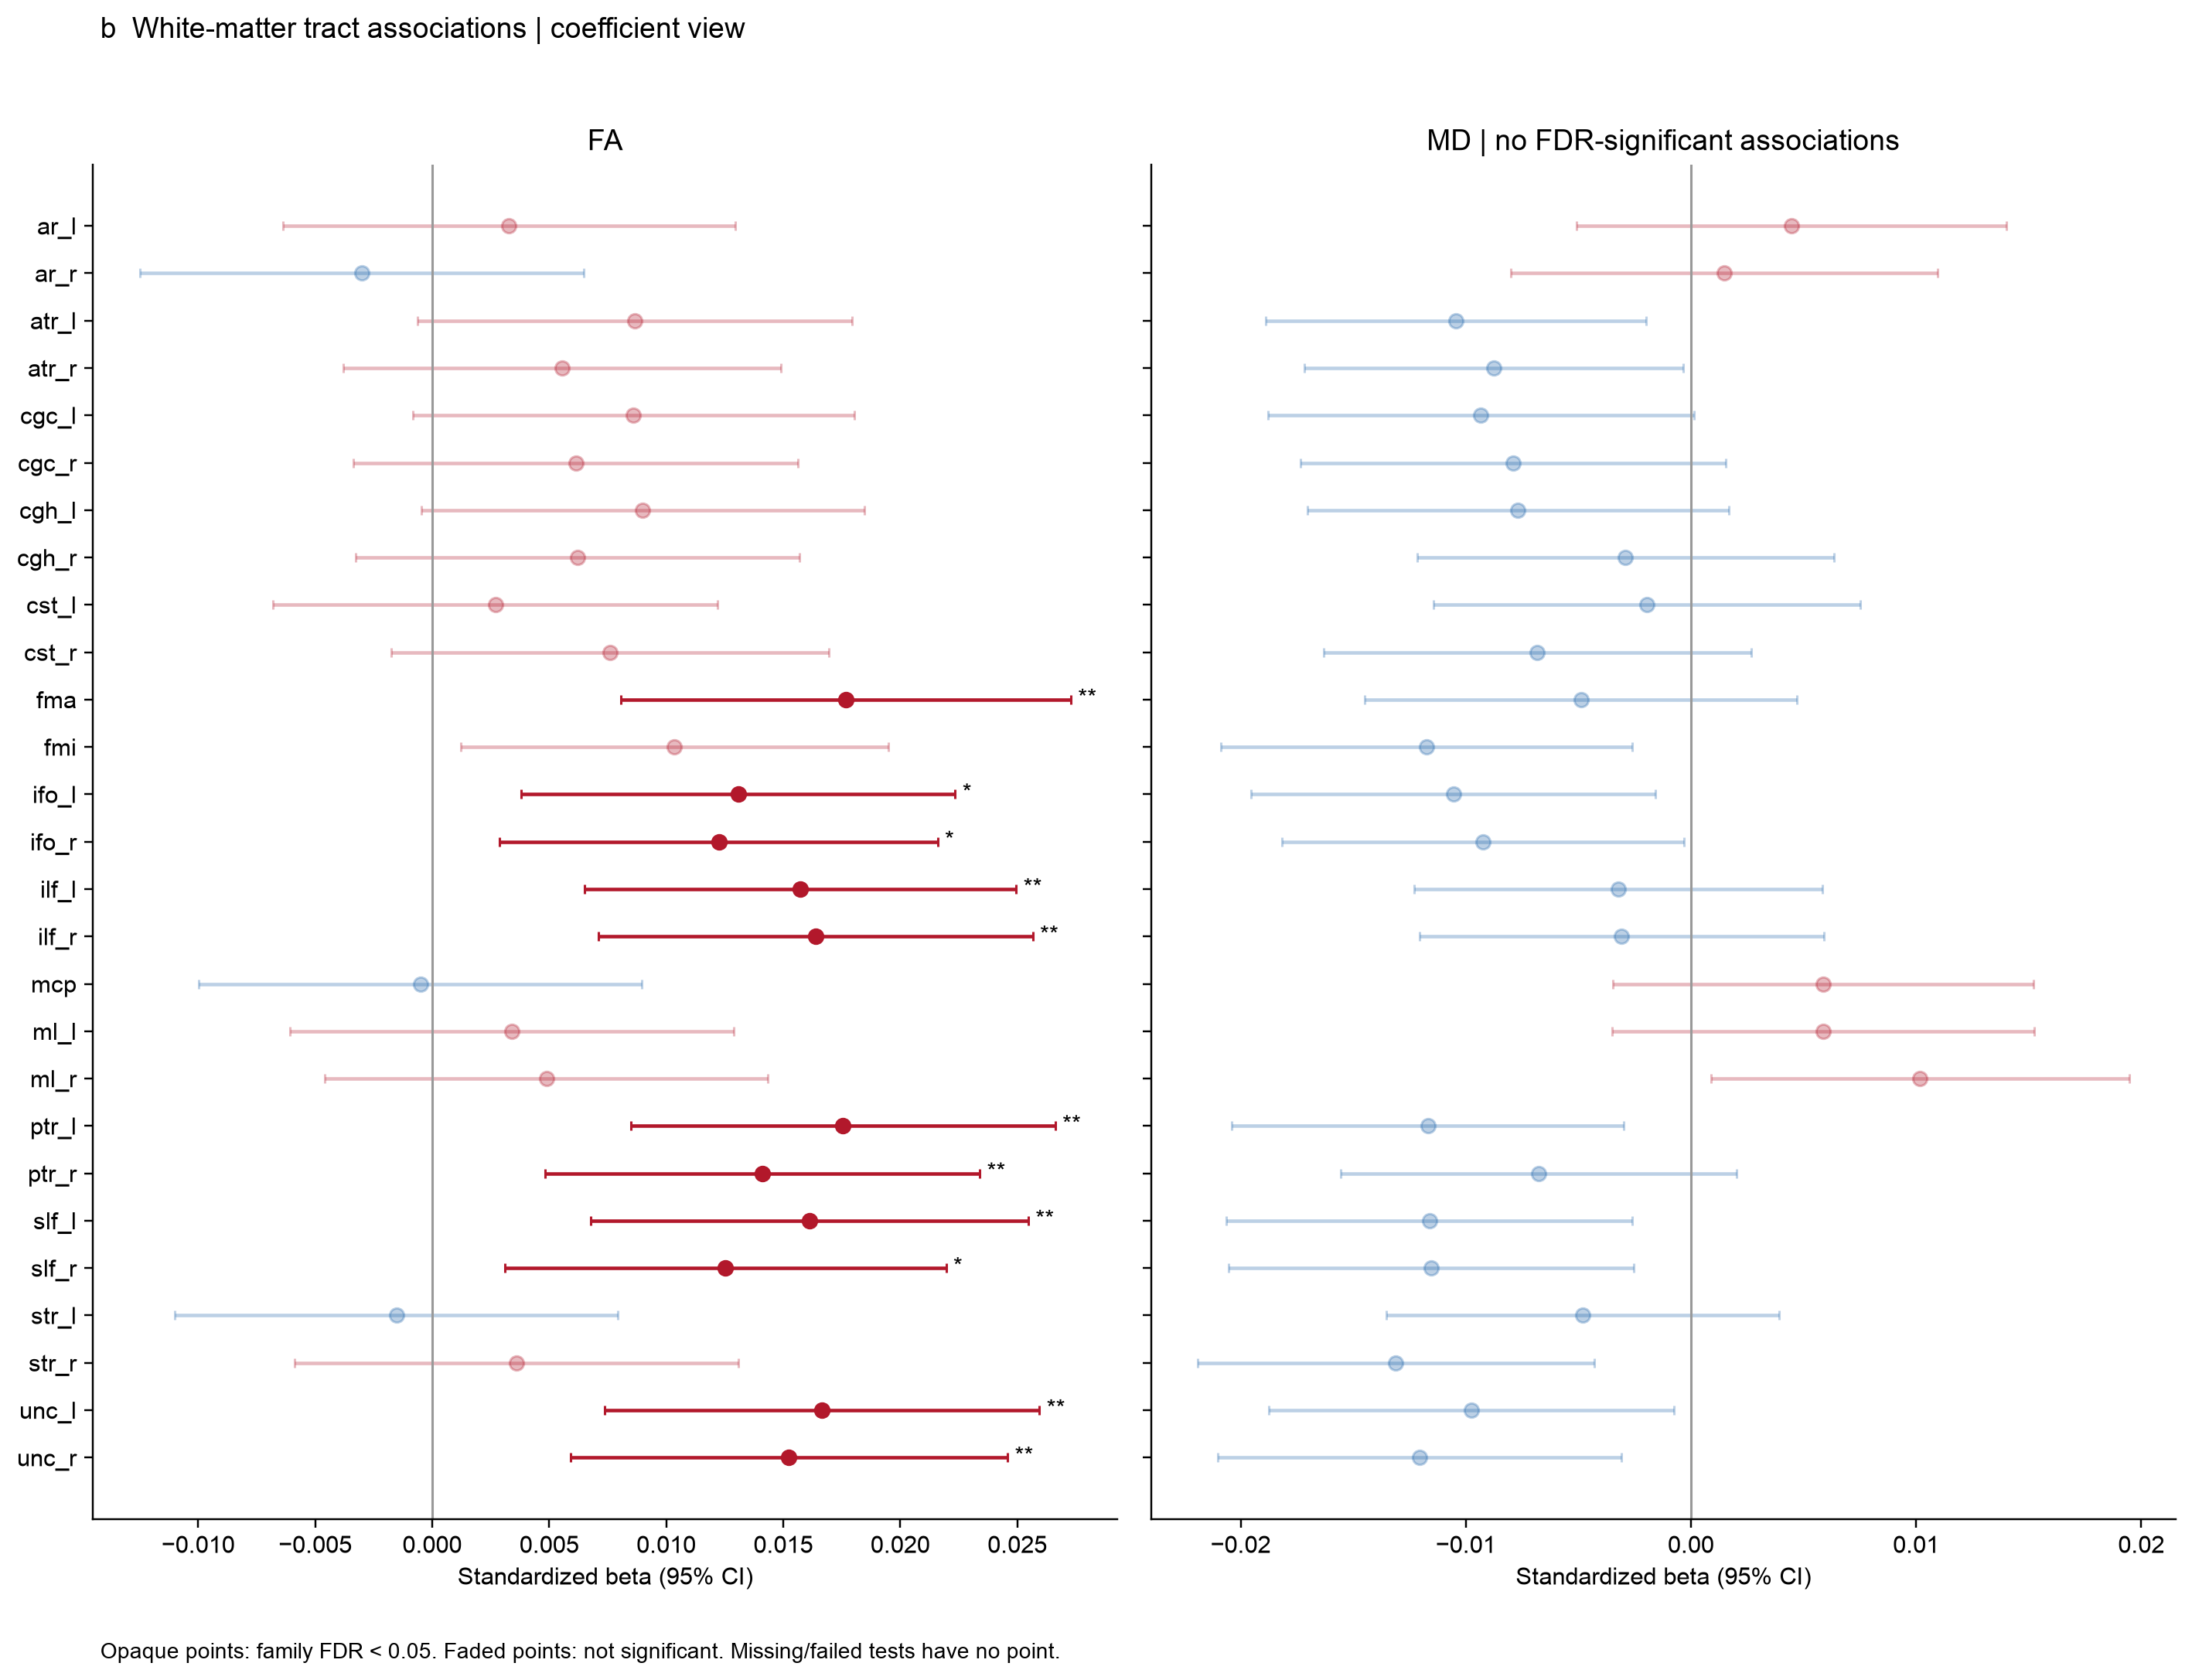 b  White-matter tract associations | coefficient view
FA
MD | no FDR-significant associations
ar_l
ar_r
atr_l
atr_r
cgc_l
cgc_r
cgh_l
cgh_r
cst_l
cst_r
fma **
fmi
ifo_l *
ifo_r *
ilf_l **
ilf_r **
mcp
ml_l
ml_r
ptr_l **
ptr_r **
slf_l **
slf_r *
str_l
str_r
unc_l **
unc_r **
−0.010 −0.005 0.000 0.005 0.010 0.015 0.020 0.025
−0.02 −0.01 0.00 0.01 0.02
Standardized beta (95% CI)
Standardized beta (95% CI)
Opaque points: family FDR < 0.05. Faded points: not significant. Missing/failed tests have no point.